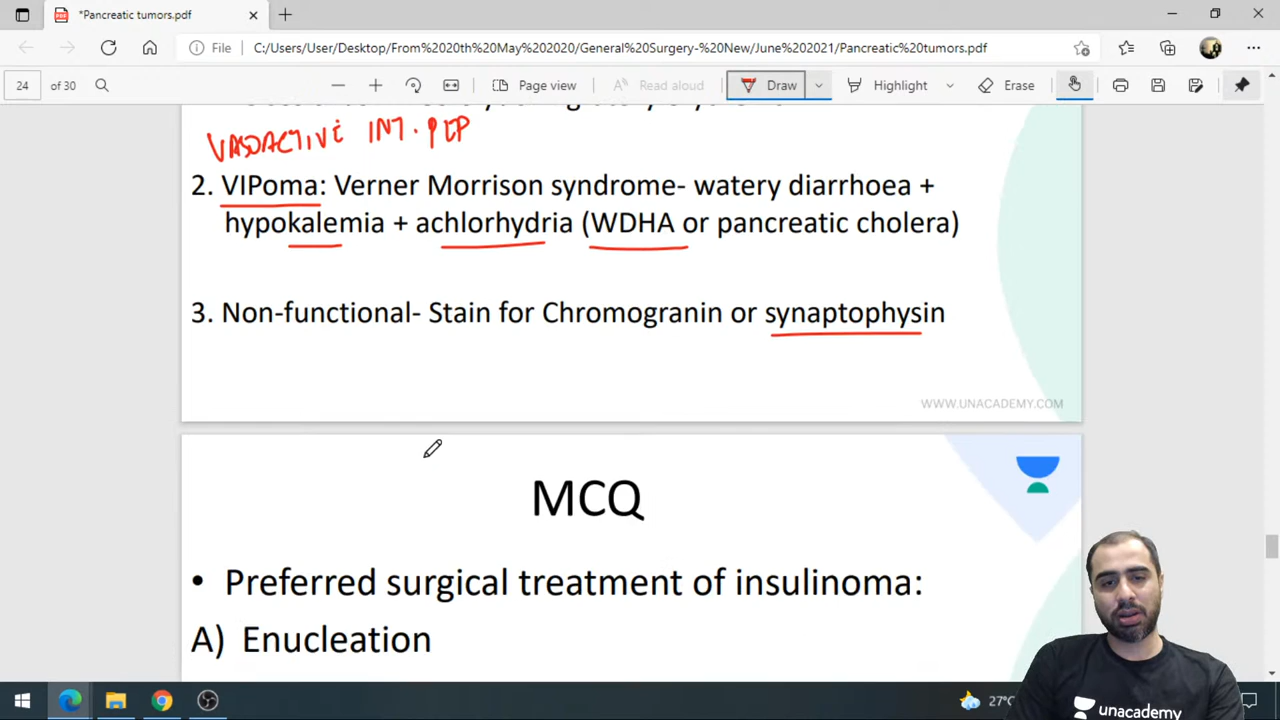 *Pancreatic tumors.pdf
File C:/Users/User/Desktop/From%2020th%20May%202020/General%20Surgery-%20New/June%202021/Pancreatic%20tumors.pdf
24 of 30 Page view Read aloud Draw Highlight Erase
VASOACTIVE INT. PEP
2. VIPoma: Verner Morrison syndrome- watery diarrhoea +
hypokalemia + achlorhydria (WDHA or pancreatic cholera)
3. Non-functional- Stain for Chromogranin or synaptophysin
WWW.UNACADEMY.COM
MCQ
• Preferred surgical treatment of insulinoma:
A) Enucleation
unacademy
27°C